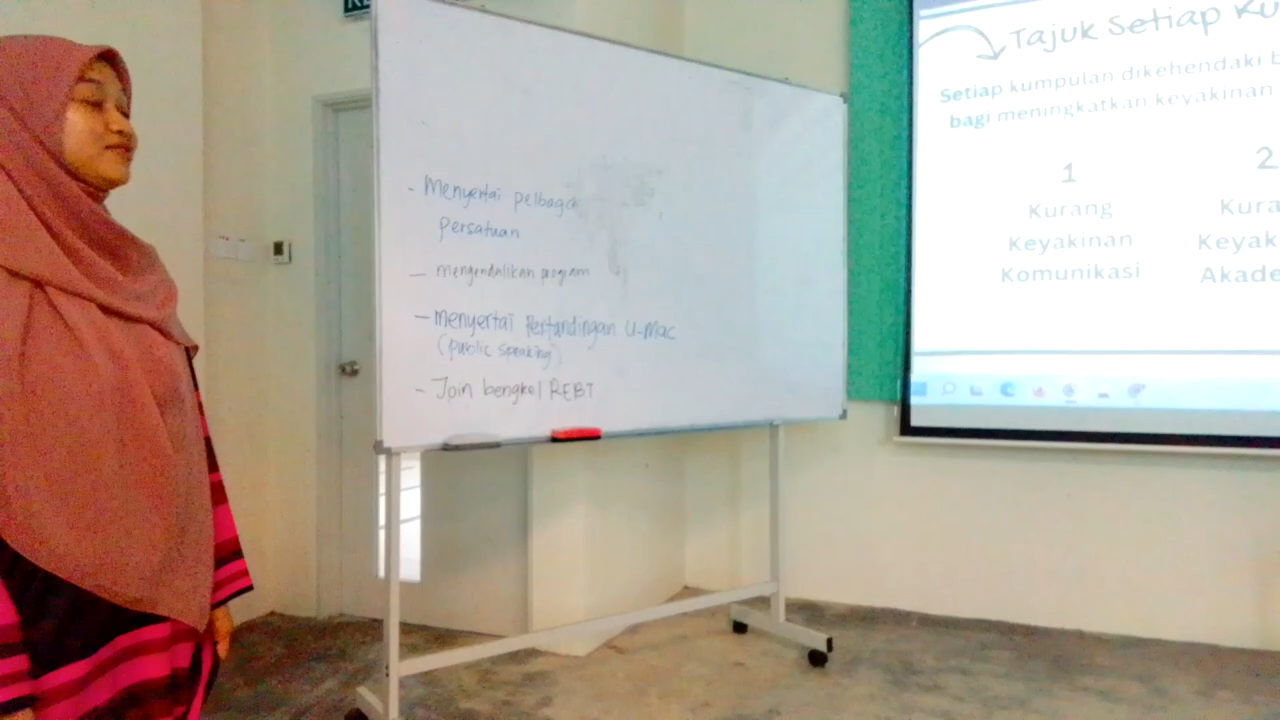 - Menyertai pelbagai
persatuan
- mengendalikan program
- menyertai Pertandingan U-Mac
(public speaking)
- Join bengkel REBT
Tajuk Setiap Ku
Setiap kumpulan dikehendaki b
bagi meningkatkan keyakinan
1
Kurang
Keyakinan
Komunikasi
2
Kura
Keyak
Akade